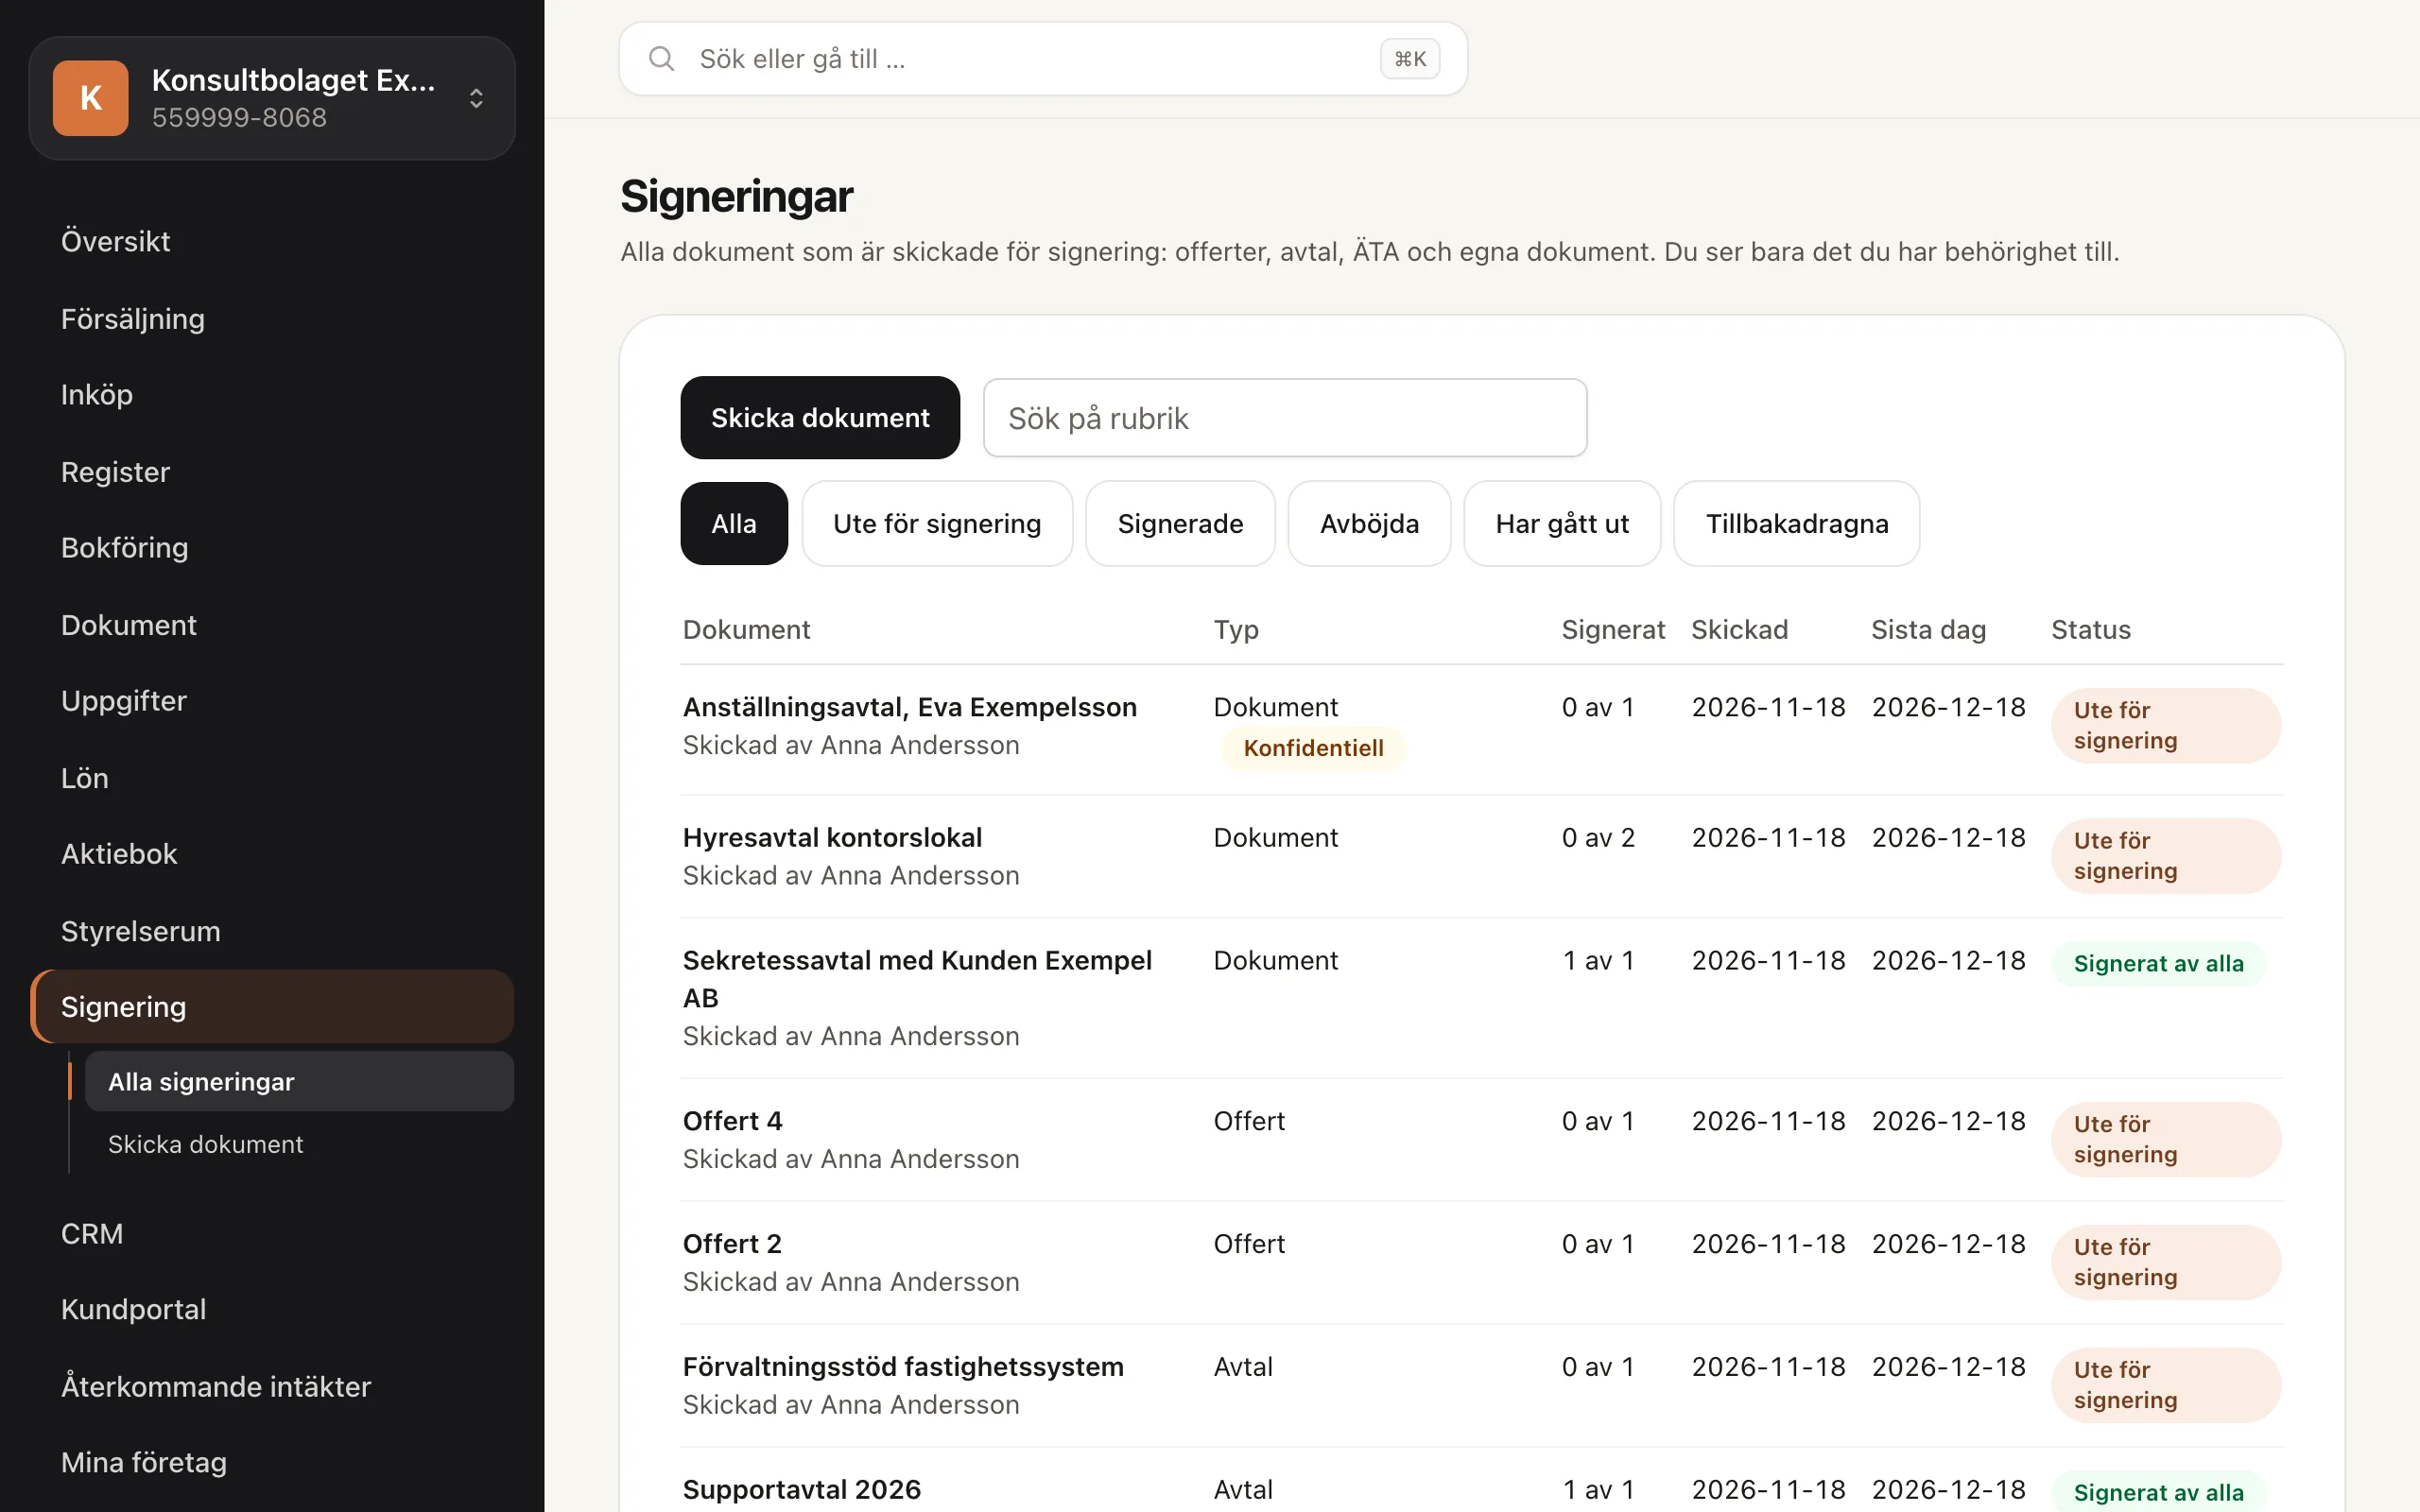 K
Konsultbolaget Ex...
559999-8068
Översikt
Försäljning
Inköp
Register
Bokföring
Dokument
Uppgifter
Lön
Aktiebok
Styrelserum
Signering
Alla signeringar
Skicka dokument
CRM
Kundportal
Återkommande intäkter
Mina företag
Sök eller gå till ...
⌘K
Signeringar
Alla dokument som är skickade för signering: offerter, avtal, ÄTA och egna dokument. Du ser bara det du har behörighet till.
Skicka dokument
Sök på rubrik
Alla
Ute för signering
Signerade
Avböjda
Har gått ut
Tillbakadragna
Dokument Typ Signerat Skickad Sista dag Status
Anställningsavtal, Eva Exempelsson Dokument 0 av 1 2026-11-18 2026-12-18 Ute för
signering
Skickad av Anna Andersson Konfidentiell
Hyresavtal kontorslokal Dokument 0 av 2 2026-11-18 2026-12-18 Ute för
signering
Skickad av Anna Andersson
Sekretessavtal med Kunden Exempel Dokument 1 av 1 2026-11-18 2026-12-18 Signerat av alla
AB
Skickad av Anna Andersson
Offert 4 Offert 0 av 1 2026-11-18 2026-12-18 Ute för
signering
Skickad av Anna Andersson
Offert 2 Offert 0 av 1 2026-11-18 2026-12-18 Ute för
signering
Skickad av Anna Andersson
Förvaltningsstöd fastighetssystem Avtal 0 av 1 2026-11-18 2026-12-18 Ute för
signering
Skickad av Anna Andersson
Supportavtal 2026 Avtal 1 av 1 2026-11-18 2026-12-18 Signerat av alla